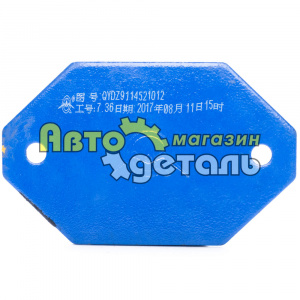 图号 QYDZ9114521012
工号:7.36日期:2017年08月11日15时
АВТО магазин
деталь